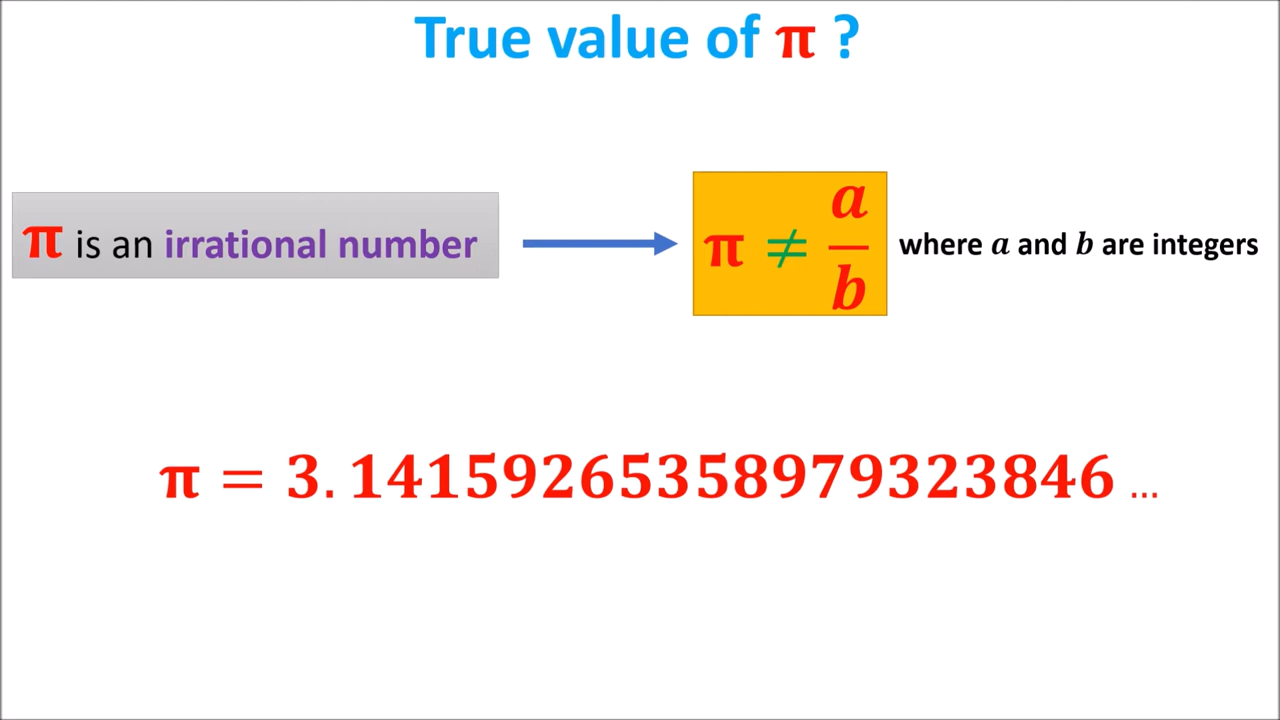 True value of π ?
π is an irrational number
π ≠ a/b where a and b are integers
π = 3.14159265358979323846 ...